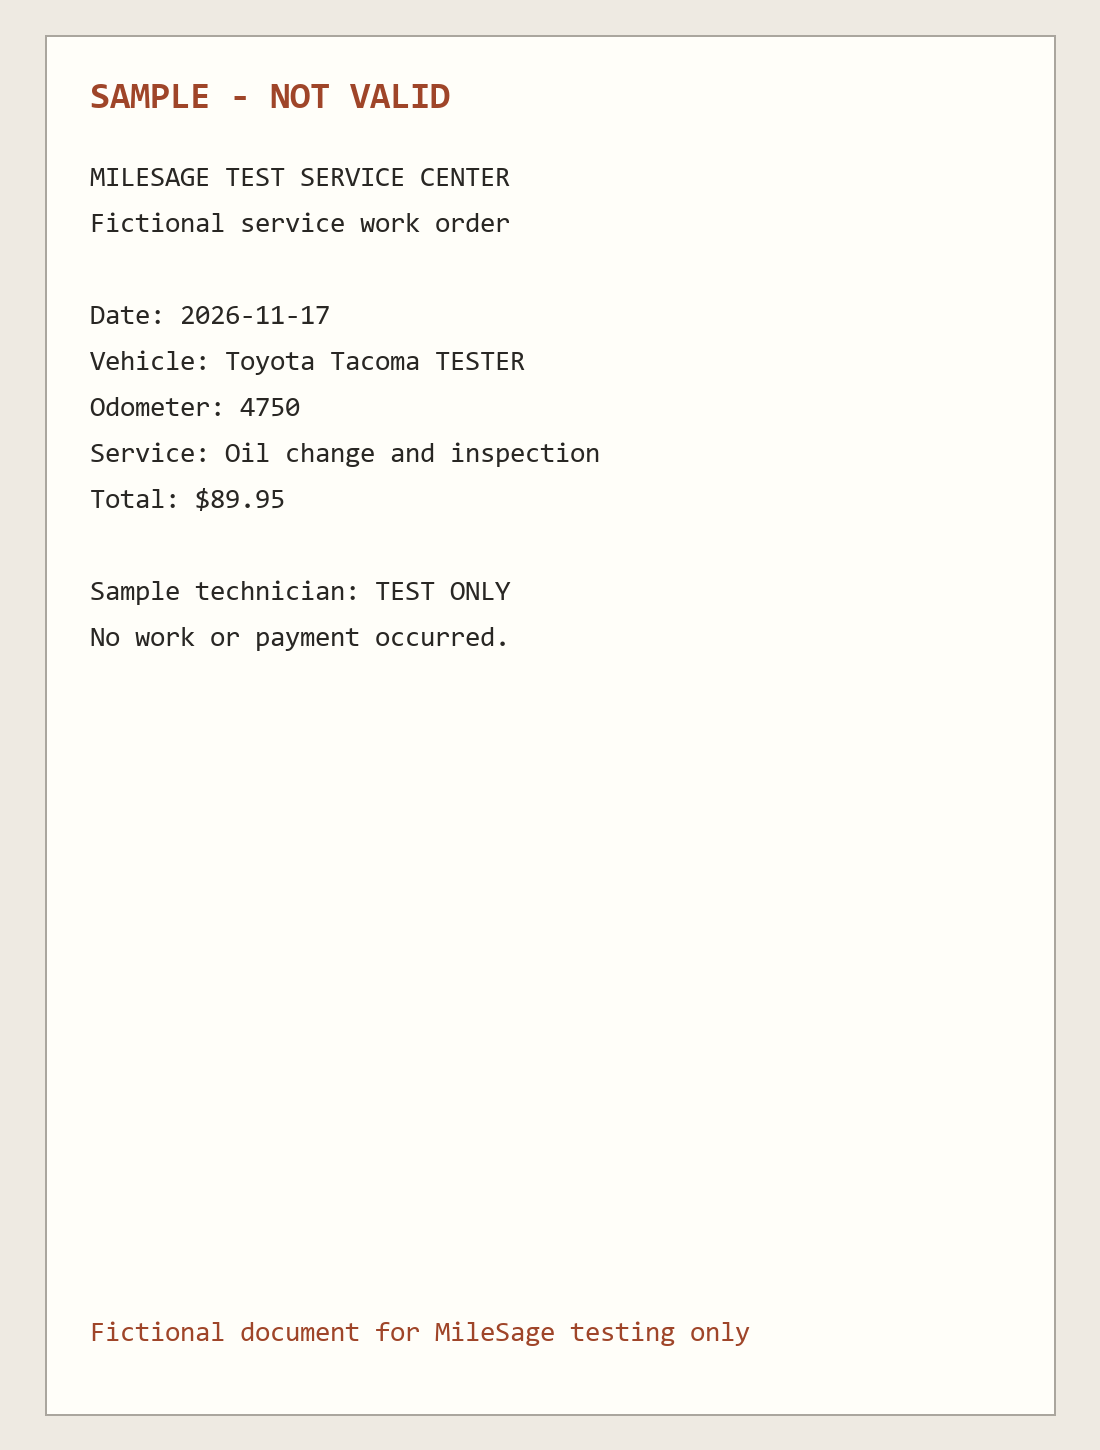 SAMPLE - NOT VALID
MILESAGE TEST SERVICE CENTER
Fictional service work order
Date: 2026-11-17
Vehicle: Toyota Tacoma TESTER
Odometer: 4750
Service: Oil change and inspection
Total: $89.95
Sample technician: TEST ONLY
No work or payment occurred.
Fictional document for MileSage testing only